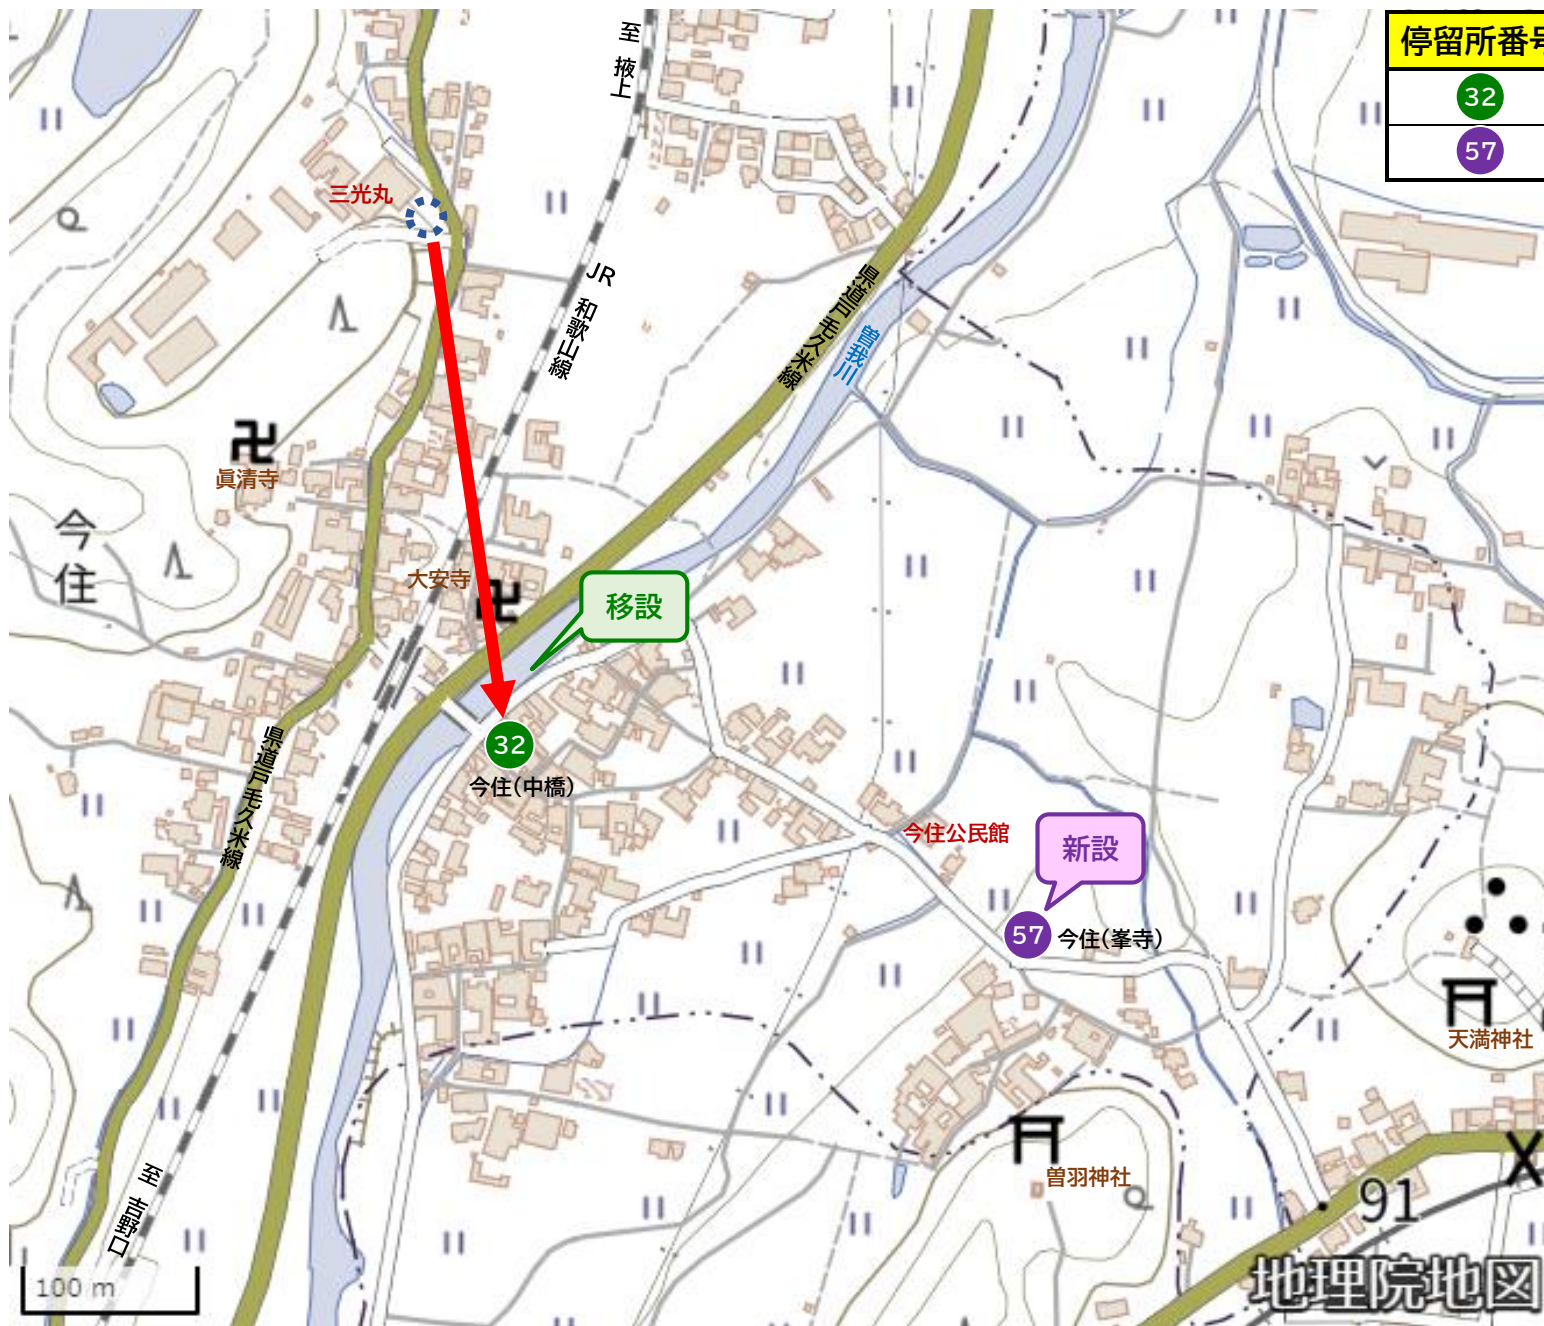 至 掖上
停留所番号
32
57
三光丸
JR 和歌山線
県道戸毛久米線
曽我川
眞清寺
今住
大安寺
移設
32
今住(中橋)
県道戸毛久米線
今住公民館
新設
57
今住(峯寺)
天満神社
曽羽神社
91
至 吉野口
100 m
地理院地図